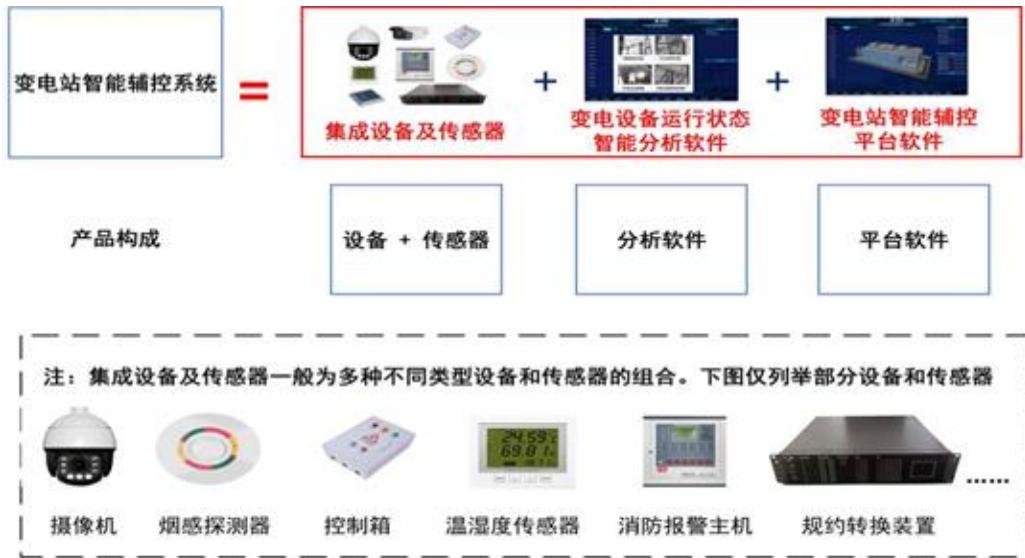 变电站智能辅控系统
=
集成设备及传感器
+
变电设备运行状态
智能分析软件
+
变电站智能辅控
平台软件
产品构成
设备 + 传感器
分析软件
平台软件
注：集成设备及传感器一般为多种不同类型设备和传感器的组合。下图仅列举部分设备和传感器
24.59
69.81
……
摄像机
烟感探测器
控制箱
温湿度传感器
消防报警主机
规约转换装置